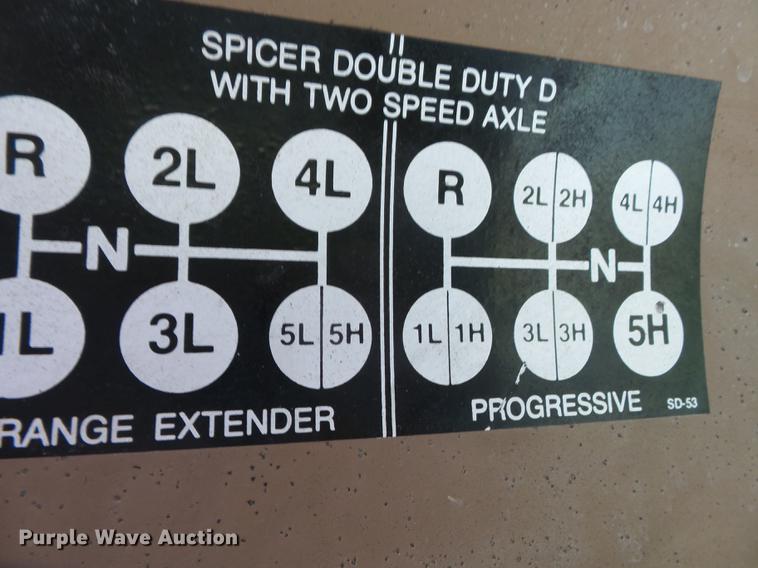 SPICER DOUBLE DUTY D
WITH TWO SPEED AXLE
R 2L 4L
N
1L 3L 5L 5H
RANGE EXTENDER
R 2L 2H 4L 4H
N
1L 1H 3L 3H 5H
PROGRESSIVE
SD-53
Purple Wave Auction